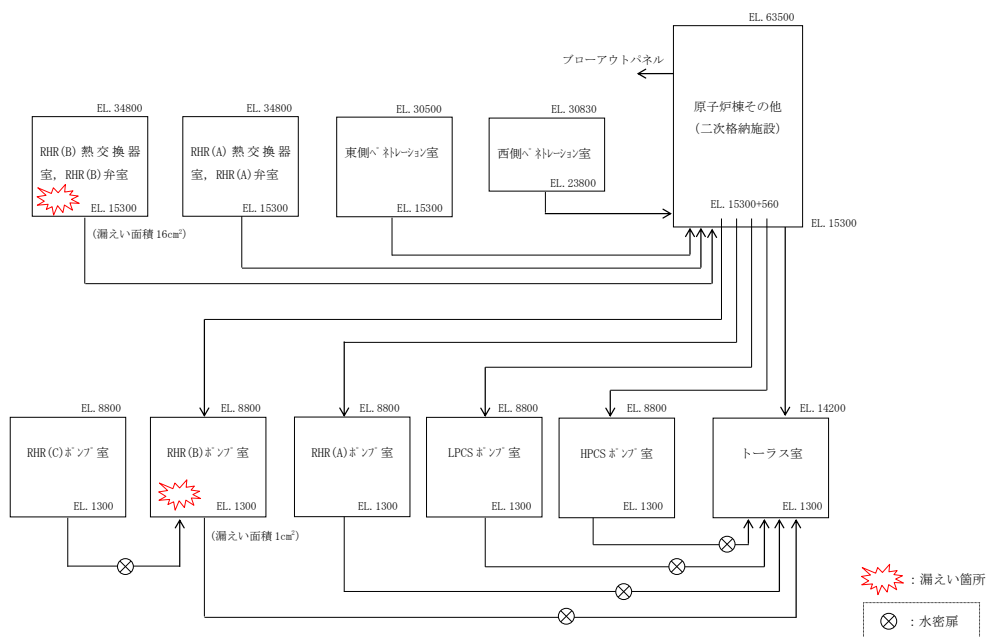 EL. 63500
ブローアウトパネル
原子炉棟その他
(二次格納施設)
EL. 15300+560
EL. 15300
EL. 34800
RHR(B)熱交換器
室，RHR(B)弁室
EL. 15300
(漏えい面積 16cm²)
EL. 34800
RHR(A)熱交換器
室，RHR(A)弁室
EL. 15300
EL. 30500
東側ﾍﾟﾈﾄﾚｰｼｮﾝ室
EL. 15300
EL. 30830
西側ﾍﾟﾈﾄﾚｰｼｮﾝ室
EL. 23800
EL. 8800
RHR(C)ﾎﾟﾝﾌﾟ室
EL. 1300
EL. 8800
RHR(B)ﾎﾟﾝﾌﾟ室
EL. 1300
(漏えい面積 1cm²)
EL. 8800
RHR(A)ﾎﾟﾝﾌﾟ室
EL. 1300
EL. 8800
LPCSﾎﾟﾝﾌﾟ室
EL. 1300
EL. 8800
HPCSﾎﾟﾝﾌﾟ室
EL. 1300
EL. 14200
トーラス室
EL. 1300
：漏えい箇所
：水密扉